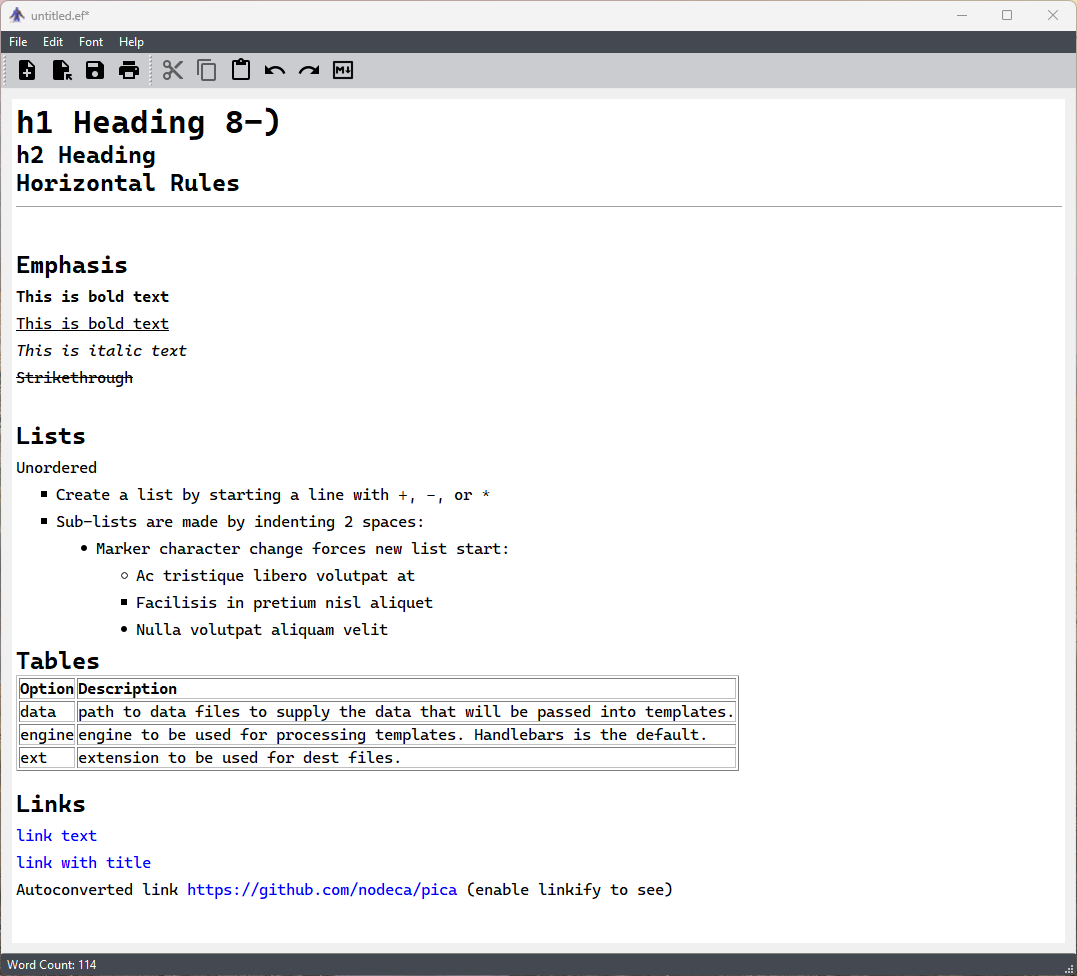 untitled.ef*
File Edit Font Help
h1 Heading 8-)
h2 Heading
Horizontal Rules
Emphasis
This is bold text
This is bold text
This is italic text
Strikethrough
Lists
Unordered
Create a list by starting a line with +, -, or *
Sub-lists are made by indenting 2 spaces:
Marker character change forces new list start:
Ac tristique libero volutpat at
Facilisis in pretium nisl aliquet
Nulla volutpat aliquam velit
Tables
Option Description
data path to data files to supply the data that will be passed into templates.
engine engine to be used for processing templates. Handlebars is the default.
ext extension to be used for dest files.
Links
link text
link with title
Autoconverted link https://github.com/nodeca/pica (enable linkify to see)
Word Count: 114